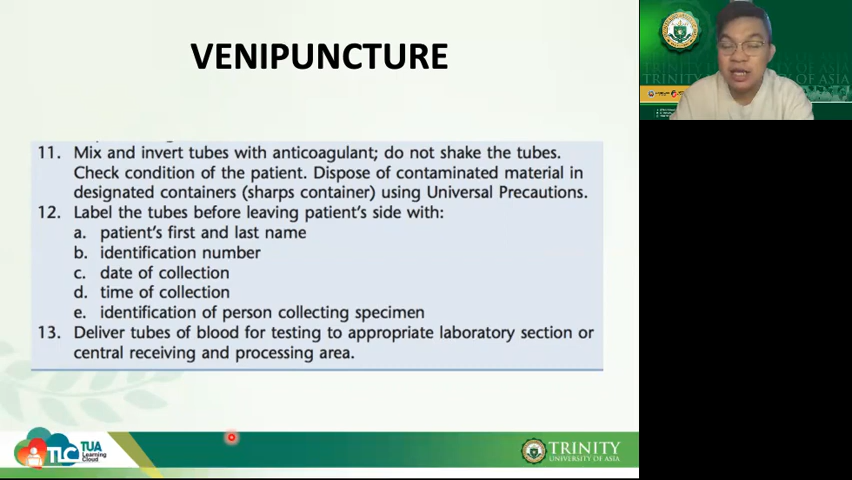 VENIPUNCTURE
11. Mix and invert tubes with anticoagulant; do not shake the tubes.
Check condition of the patient. Dispose of contaminated material in
designated containers (sharps container) using Universal Precautions.
12. Label the tubes before leaving patient's side with:
a. patient's first and last name
b. identification number
c. date of collection
d. time of collection
e. identification of person collecting specimen
13. Deliver tubes of blood for testing to appropriate laboratory section or
central receiving and processing area.
TLC
TUA
Learning
Cloud
TRINITY
UNIVERSITY OF ASIA
TRINITY
OF ASIA